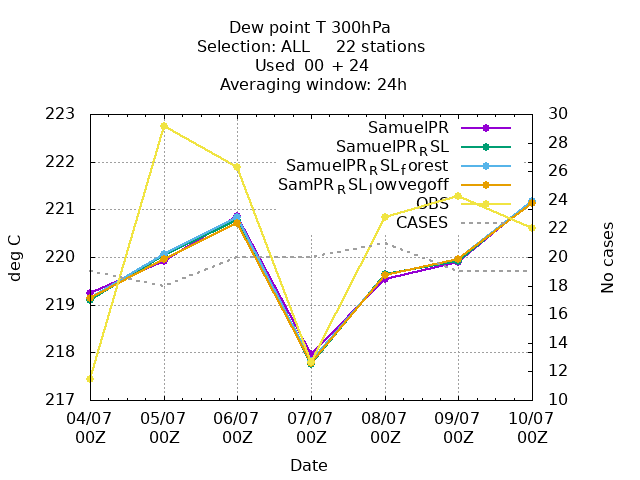 Dew point T 300hPa
Selection: ALL 22 stations
Used 00 + 24
Averaging window: 24h
223
222
221
220
219
218
217
deg C
30
28
26
24
22
20
18
16
14
12
10
No cases
SamuelPR
SamuelPR_RSL
SamuelPR_RSL_forest
SamPR_RSL_lowvegoff
OBS
CASES
04/07 05/07 06/07 07/07 08/07 09/07 10/07
00Z 00Z 00Z 00Z 00Z 00Z 00Z
Date